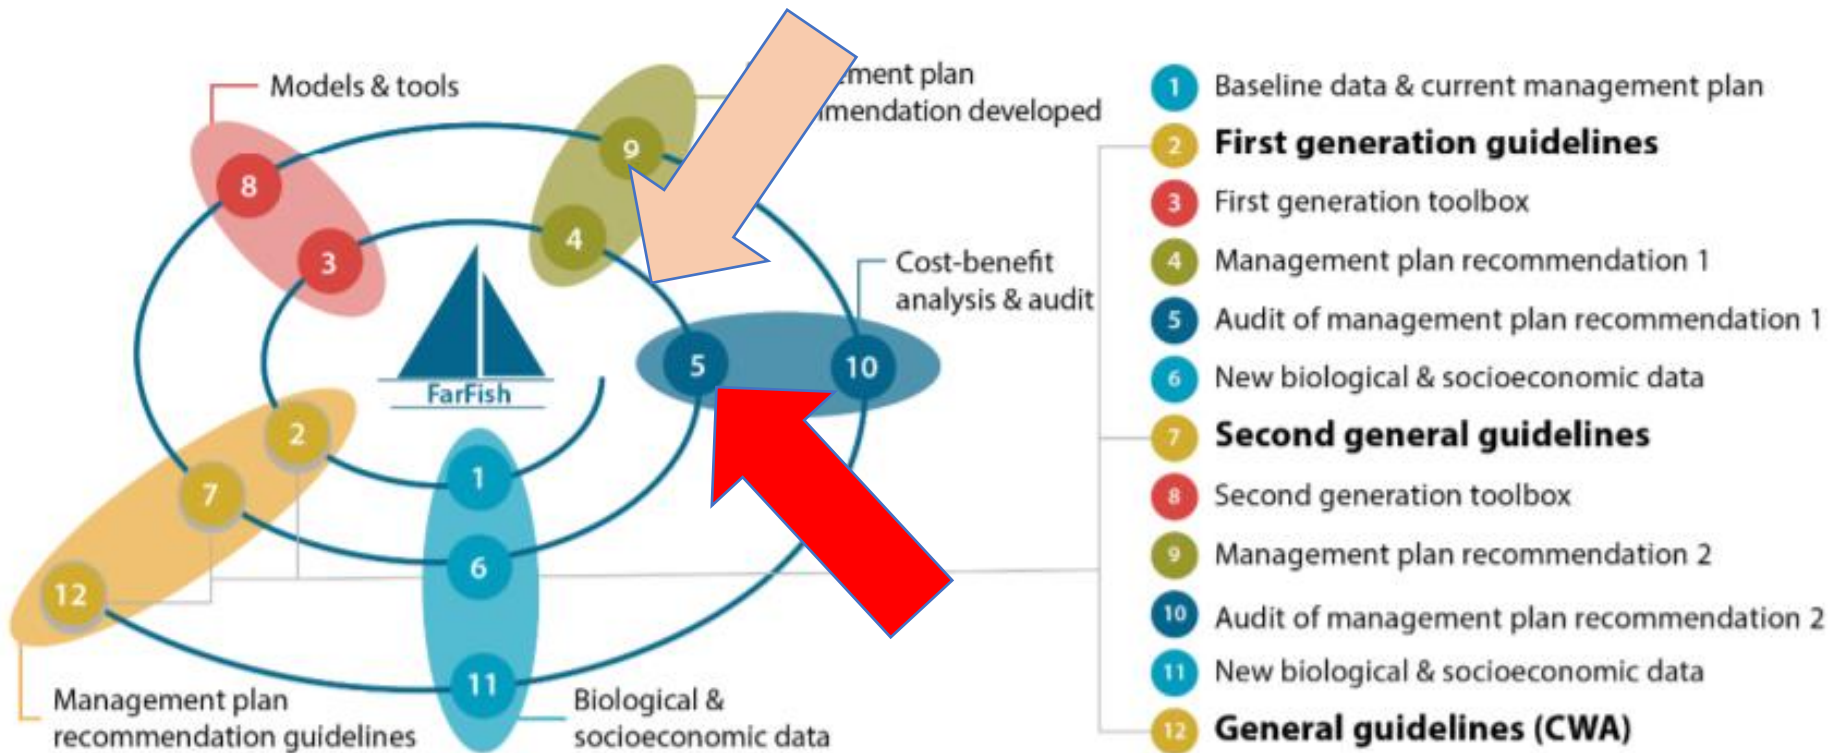 Models & tools
plan
developed
8
9
3
4
FarFish
Cost-benefit
analysis & audit
5
10
2
7
12
1
6
11
Management plan
recommendation guidelines
Biological &
socioeconomic data
1 Baseline data & current management plan
2 First generation guidelines
3 First generation toolbox
4 Management plan recommendation 1
5 Audit of management plan recommendation 1
6 New biological & socioeconomic data
7 Second general guidelines
8 Second generation toolbox
9 Management plan recommendation 2
10 Audit of management plan recommendation 2
11 New biological & socioeconomic data
12 General guidelines (CWA)